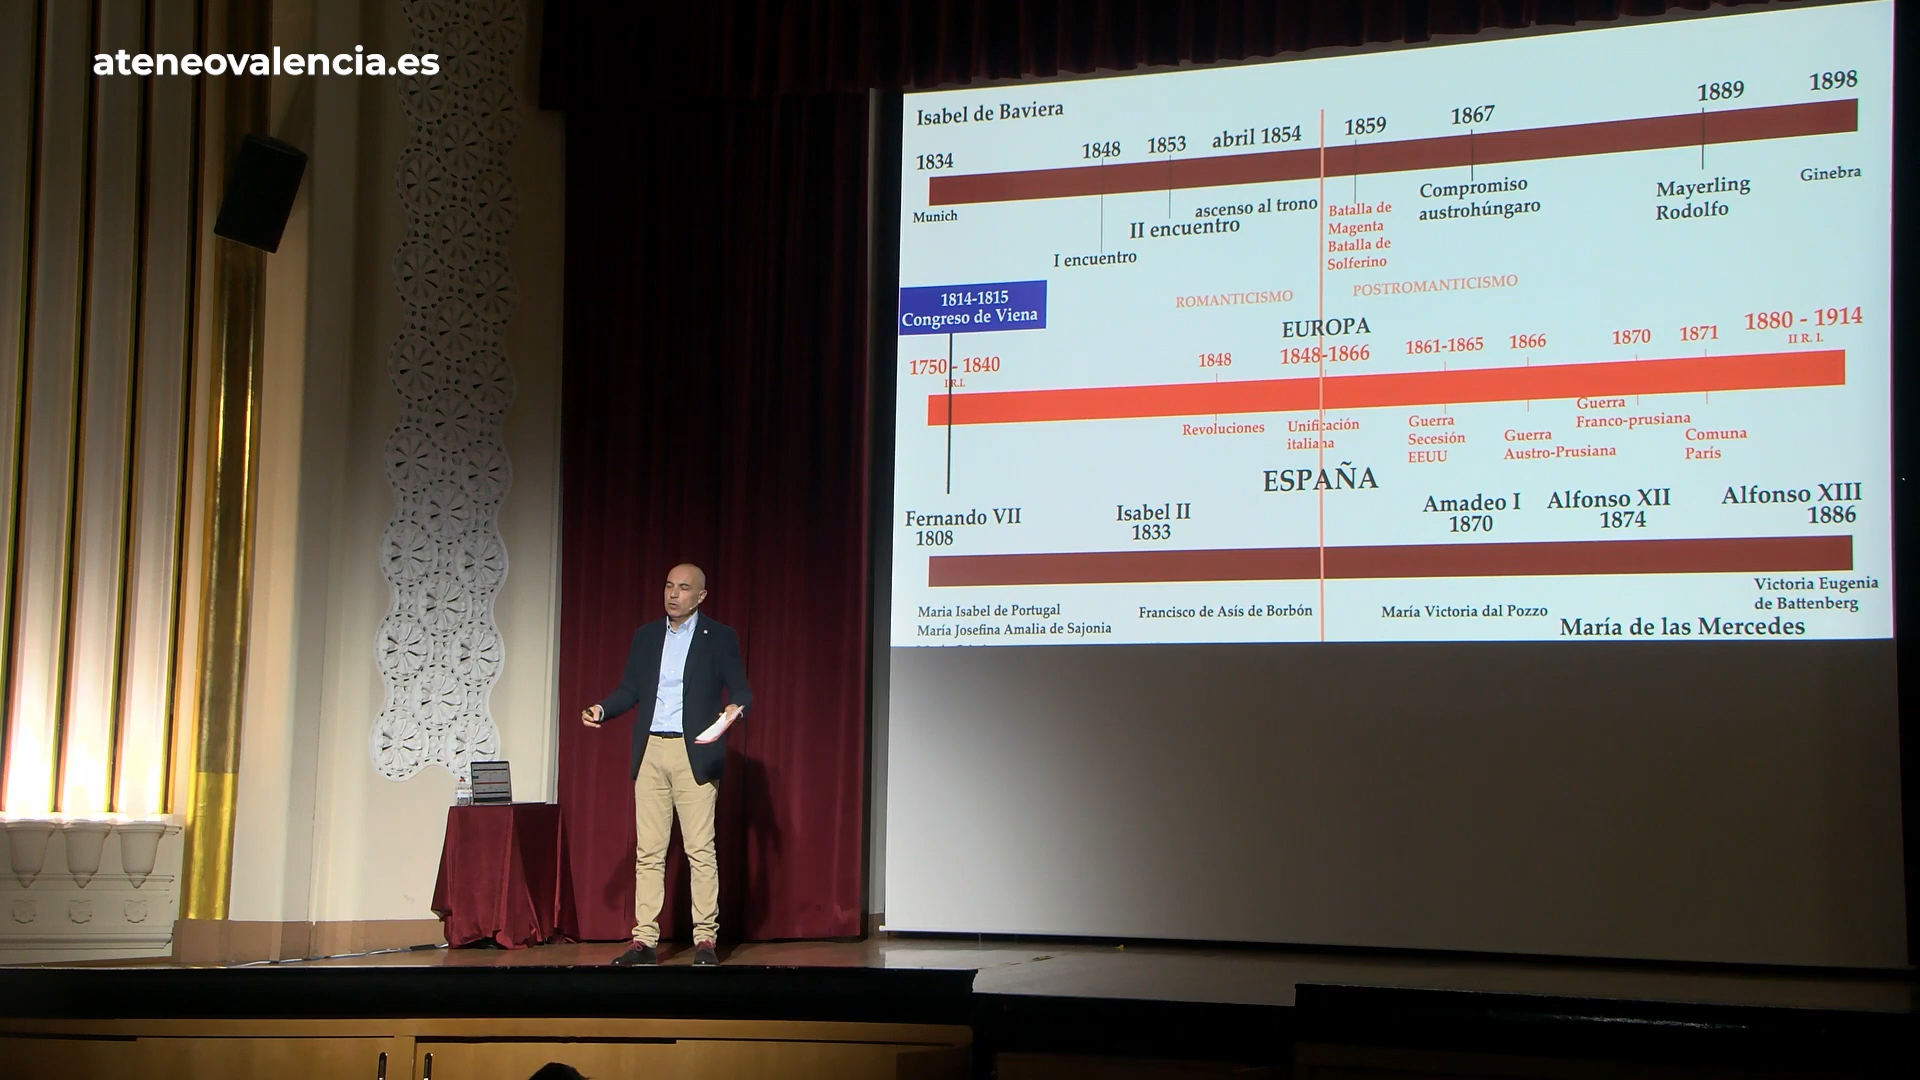 ateneovalencia.es
Isabel de Baviera
1834
1848
1853
abril 1854
1859
1867
1889
1898
Munich
I encuentro
II encuentro
ascenso al trono
Batalla de
Magenta
Batalla de
Solferino
Compromiso
austrohúngaro
Mayerling
Rodolfo
Ginebra
ROMANTICISMO
POSTROMANTICISMO
1814-1815
Congreso de Viena
EUROPA
1750 - 1840
I R.I.
1848
1848-1866
1861-1865
1866
1870
1871
1880 - 1914
II R. I.
Revoluciones
Unificación
italiana
Guerra
Secesión
EEUU
Guerra
Austro-Prusiana
Guerra
Franco-prusiana
Comuna
París
ESPAÑA
Fernando VII
1808
Isabel II
1833
Amadeo I
1870
Alfonso XII
1874
Alfonso XIII
1886
Maria Isabel de Portugal
María Josefina Amalia de Sajonia
Francisco de Asís de Borbón
María Victoria dal Pozzo
María de las Mercedes
Victoria Eugenia
de Battenberg